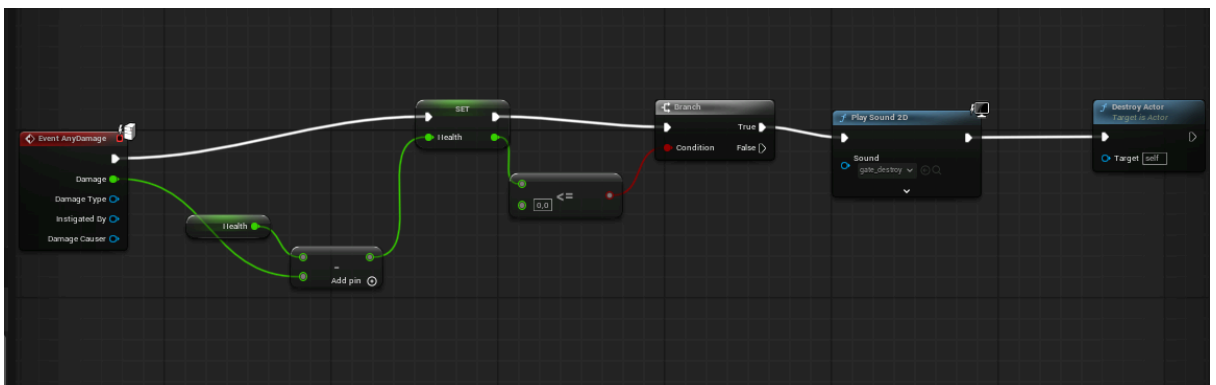 Event AnyDamage
Damage
Damage Type
Instigated By
Damage Causer
Health
-
Add pin
SET
Health
0,0
<=
Branch
True
Condition
False
Play Sound 2D
Sound
gate_destroy
Destroy Actor
Target is Actor
Target self